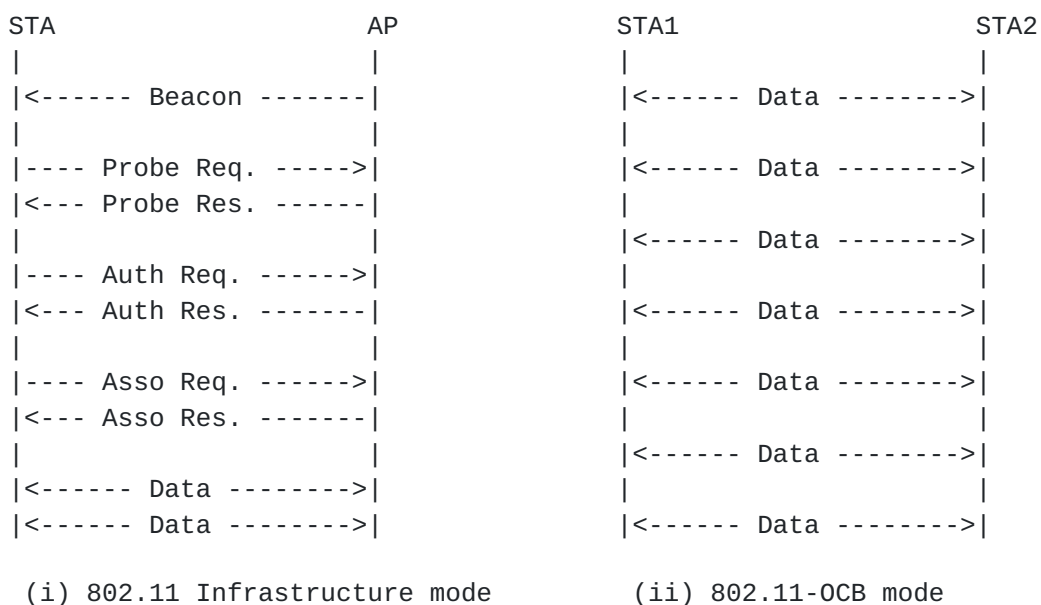 STA                    AP              STA1                   STA2
|                      |               |                      |
|<------ Beacon -------|               |<------ Data -------->|
|                      |               |                      |
|---- Probe Req. ----->|               |<------ Data -------->|
|<--- Probe Res. ------|               |                      |
|                      |               |<------ Data -------->|
|---- Auth Req. ------>|               |                      |
|<--- Auth Res. -------|               |<------ Data -------->|
|                      |               |                      |
|---- Asso Req. ------>|               |<------ Data -------->|
|<--- Asso Res. -------|               |                      |
|                      |               |<------ Data -------->|
|<------ Data -------->|               |                      |
|<------ Data -------->|               |<------ Data -------->|

 (i) 802.11 Infrastructure mode         (ii) 802.11-OCB mode